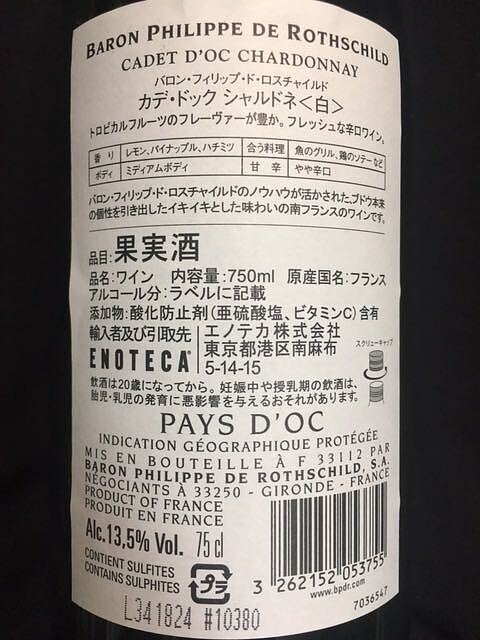 BARON PHILIPPE DE ROTHSCHILD
CADET D'OC CHARDONNAY
バロン・フィリップ・ド・ロスチャイルド
カデ・ドック シャルドネ<白>
トロピカルフルーツのフレーヴァーが豊か。フレッシュな辛口ワイン。
香り レモン、パイナップル、ハチミツ 合う料理 魚のグリル、鶏のソテーなど
ボディ ミディアムボディ 甘辛 やや辛口
バロン・フィリップ・ド・ロスチャイルドのノウハウが活かされた、ブドウ本来
の個性を引き出したイキイキとした味わいの南フランスのワインです。
品目:果実酒
品名:ワイン 内容量:750ml 原産国名:フランス
アルコール分:ラベルに記載
添加物:酸化防止剤(亜硫酸塩、ビタミンC)含有
輸入者及び引取先 エノテカ株式会社
ENOTECA 東京都港区南麻布
5-14-15
スクリューキャップ
飲酒は20歳になってから。妊娠中や授乳期の飲酒は、
胎児・乳児の発育に悪影響を与えるおそれがあります。
PAYS D'OC
INDICATION GÉOGRAPHIQUE PROTÉGÉE
MIS EN BOUTEILLE À F 33112 PAR
BARON PHILIPPE DE ROTHSCHILD, S.A.
NÉGOCIANTS À 33250 - GIRONDE - FRANCE
PRODUCT OF FRANCE
PRODUIT EN FRANCE
Alc.13,5% Vol. 75 cl
CONTIENT SULFITES
CONTAINS SULPHITES
プラ
3 262152 053755
www.bpdr.com
7036547
L341824 #10380